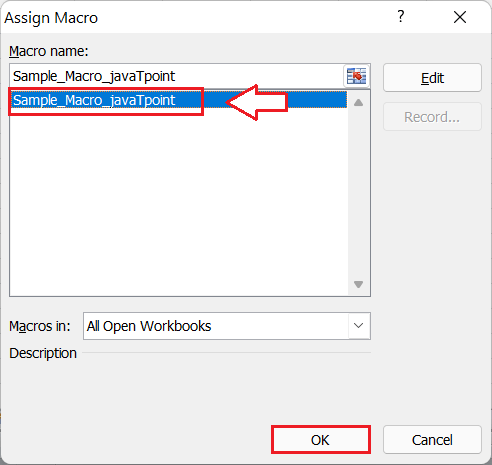 Assign Macro
?
Macro name:
Sample_Macro_javaTpoint
Edit
Sample_Macro_javaTpoint
Record...
Macros in:
All Open Workbooks
Description
OK
Cancel